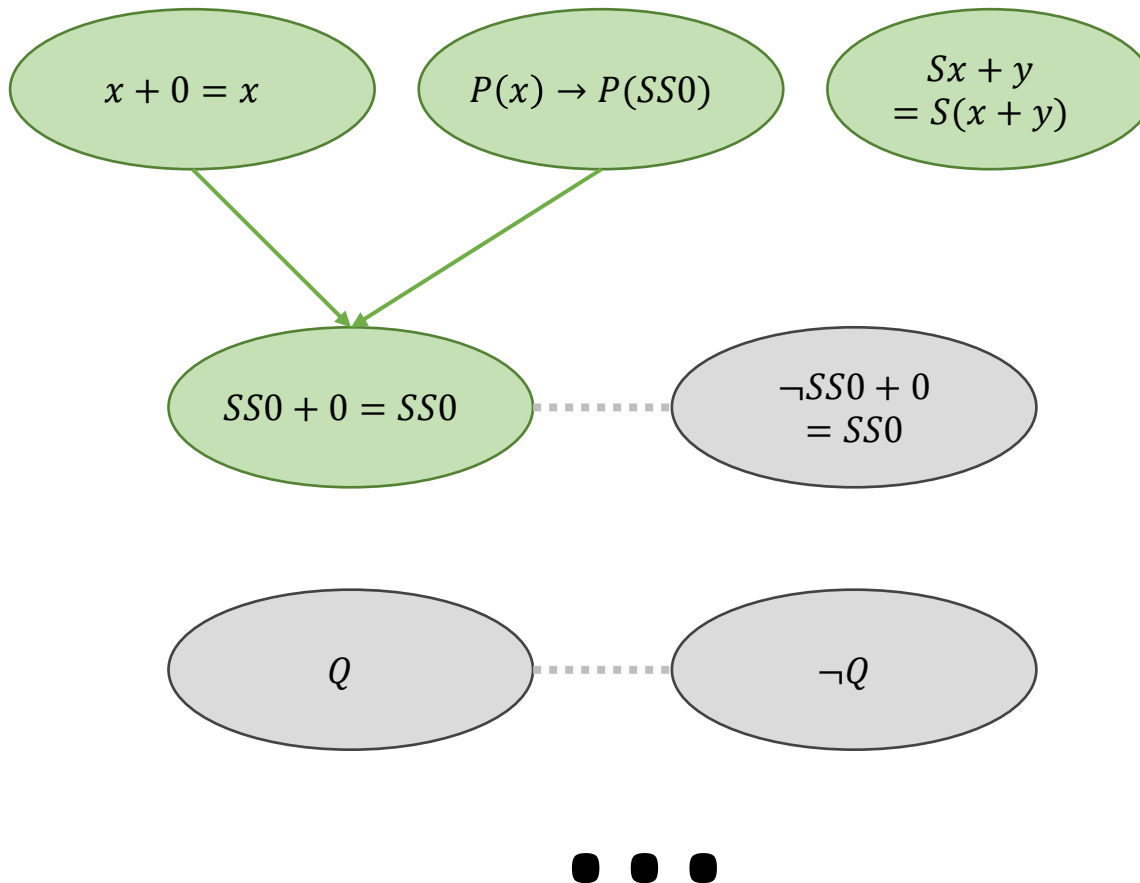 x + 0 = x
P(x) → P(SS0)
Sx + y
= S(x + y)
SS0 + 0 = SS0
¬SS0 + 0
= SS0
Q
¬Q
...